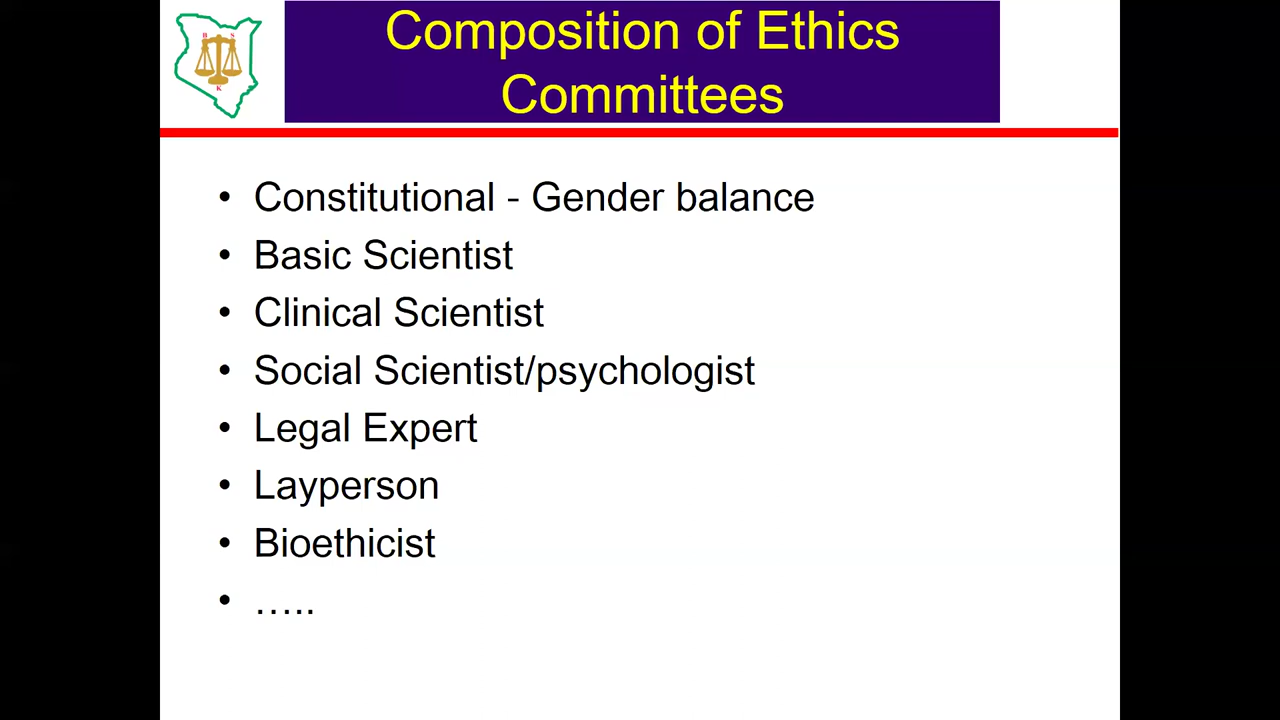 Composition of Ethics
Committees
B S
K
• Constitutional - Gender balance
• Basic Scientist
• Clinical Scientist
• Social Scientist/psychologist
• Legal Expert
• Layperson
• Bioethicist
• …..